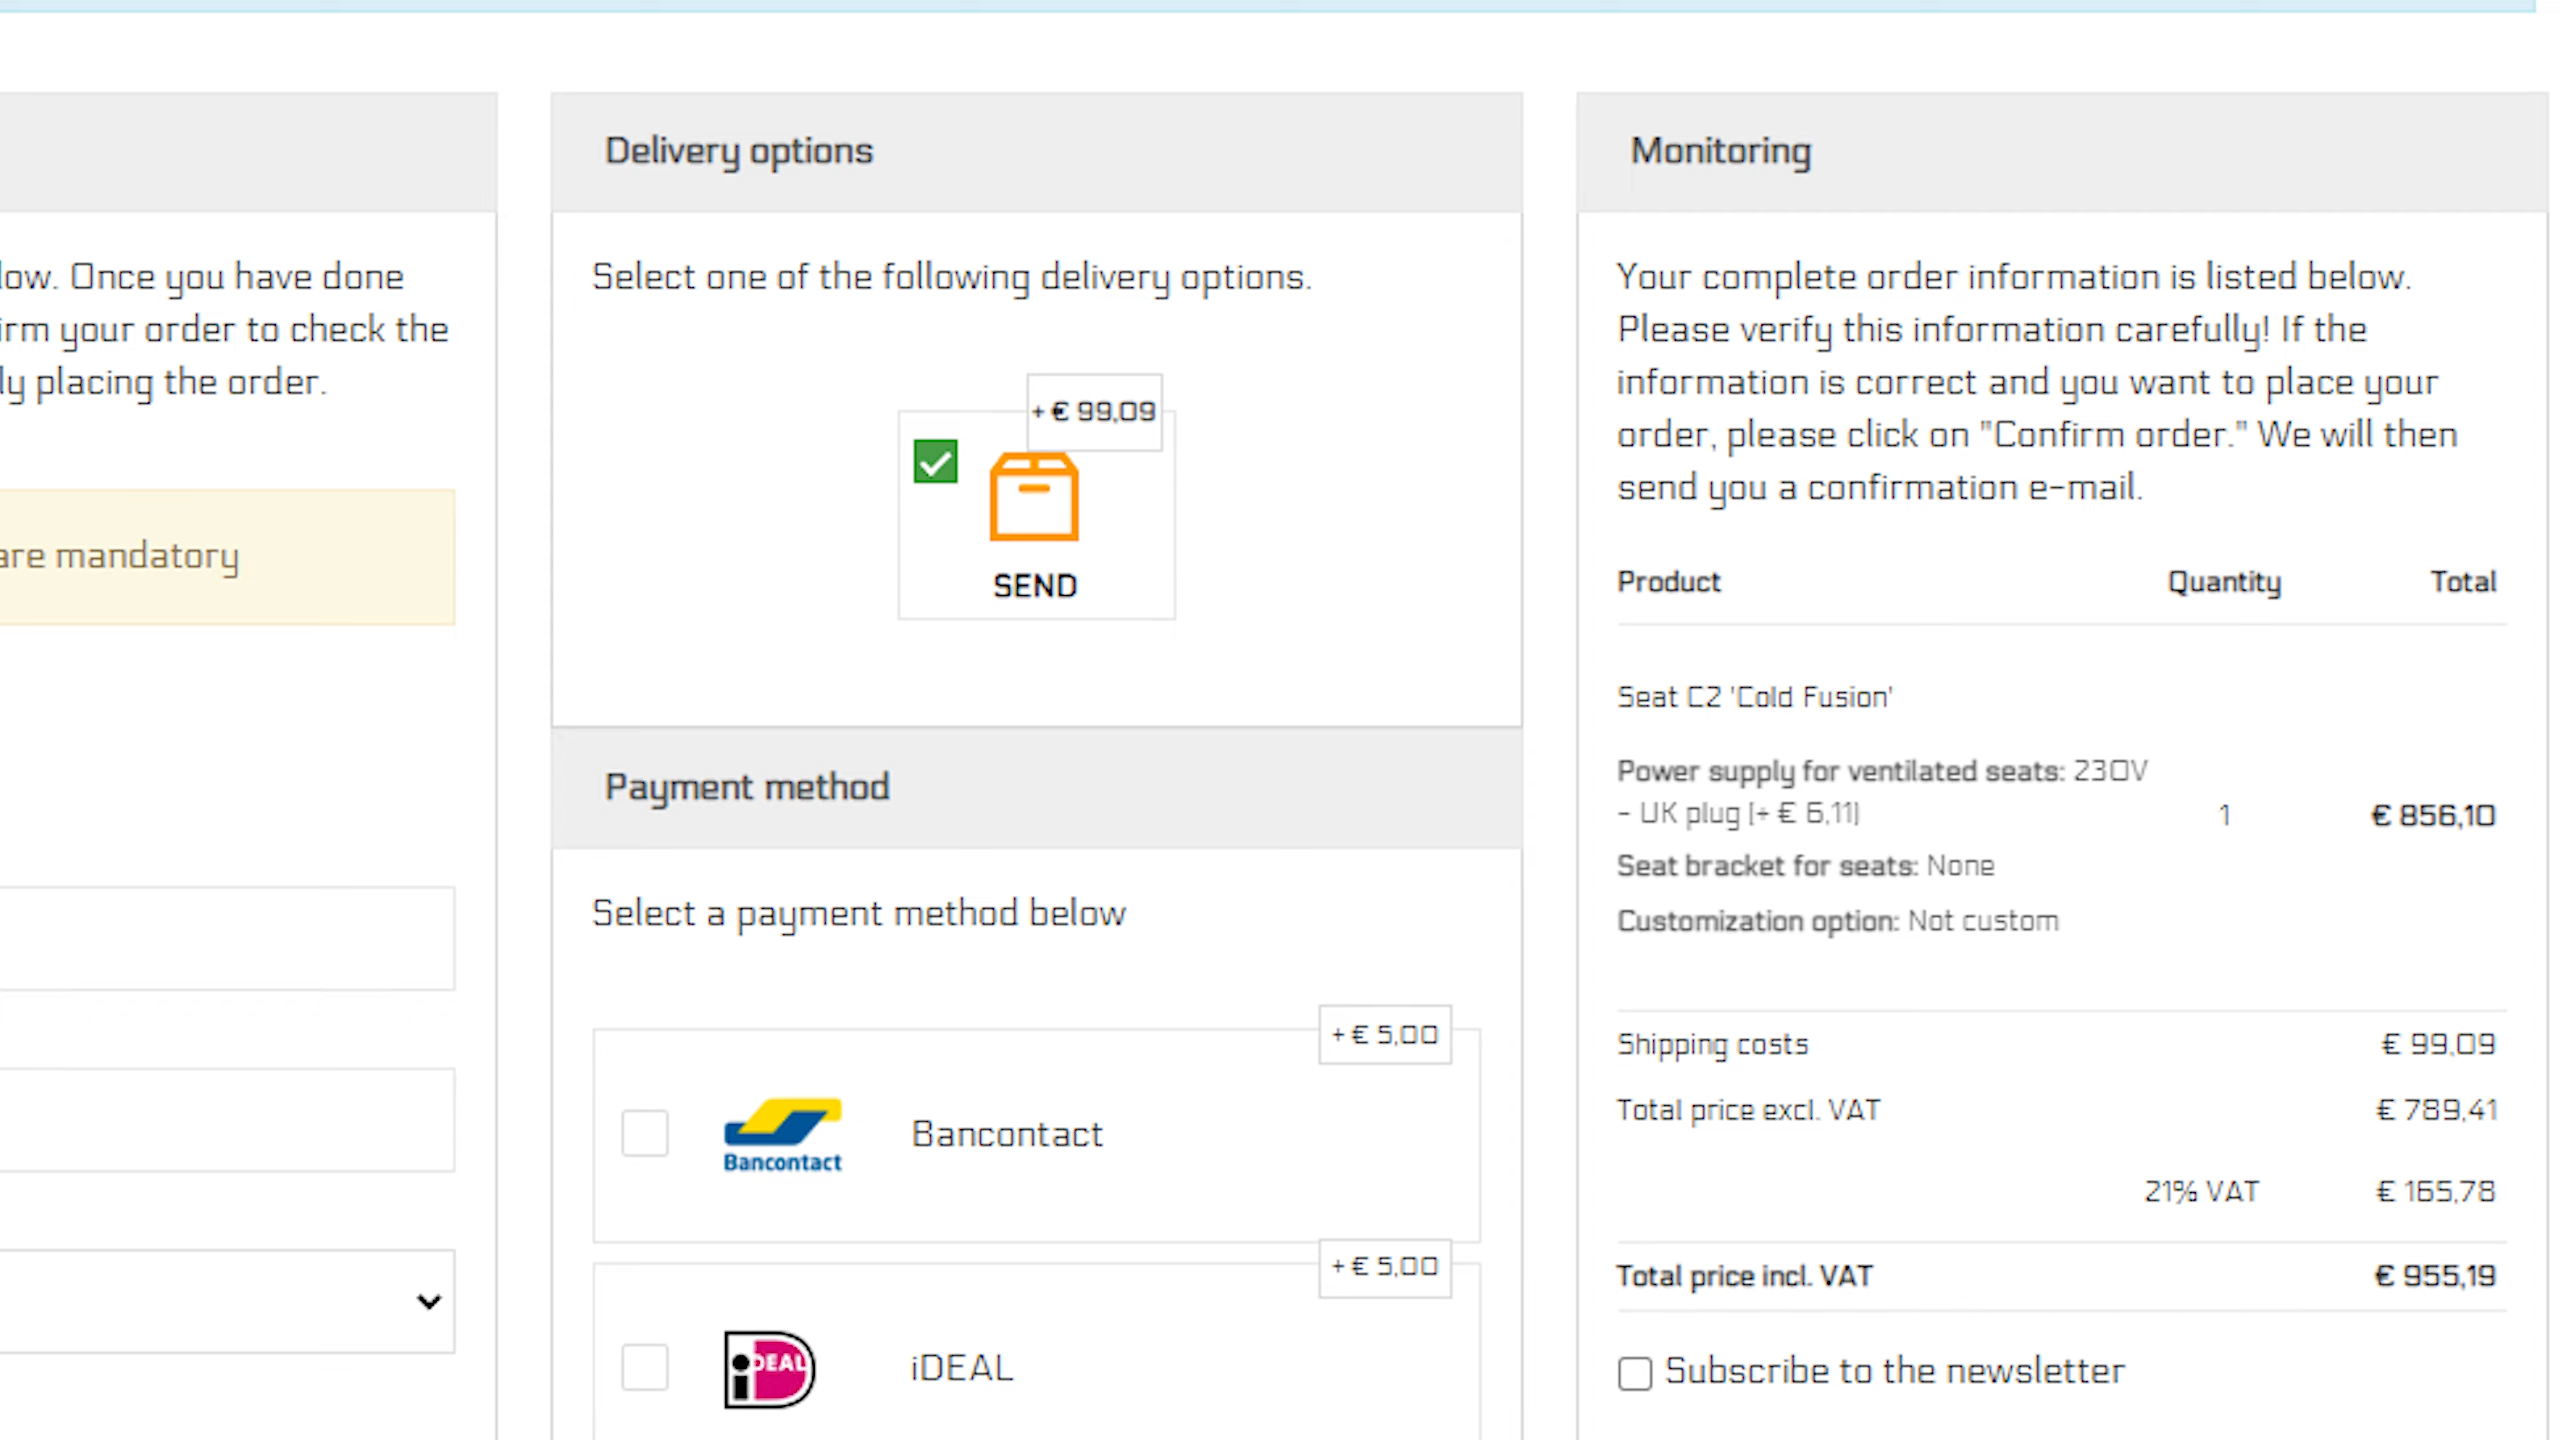 low. Once you have done
irm your order to check the
ly placing the order.
are mandatory
Delivery options
Select one of the following delivery options.
+ € 99,09
SEND
Payment method
Select a payment method below
+ € 5,00
Bancontact
Bancontact
+ € 5,00
iDEAL
iDEAL
Monitoring
Your complete order information is listed below.
Please verify this information carefully! If the
information is correct and you want to place your
order, please click on "Confirm order." We will then
send you a confirmation e-mail.
Product Quantity Total
Seat C2 'Cold Fusion'
Power supply for ventilated seats: 230V
- UK plug (+ € 6,11)
1 € 856,10
Seat bracket for seats: None
Customization option: Not custom
Shipping costs € 99,09
Total price excl. VAT € 789,41
21% VAT € 165,78
Total price incl. VAT € 955,19
Subscribe to the newsletter